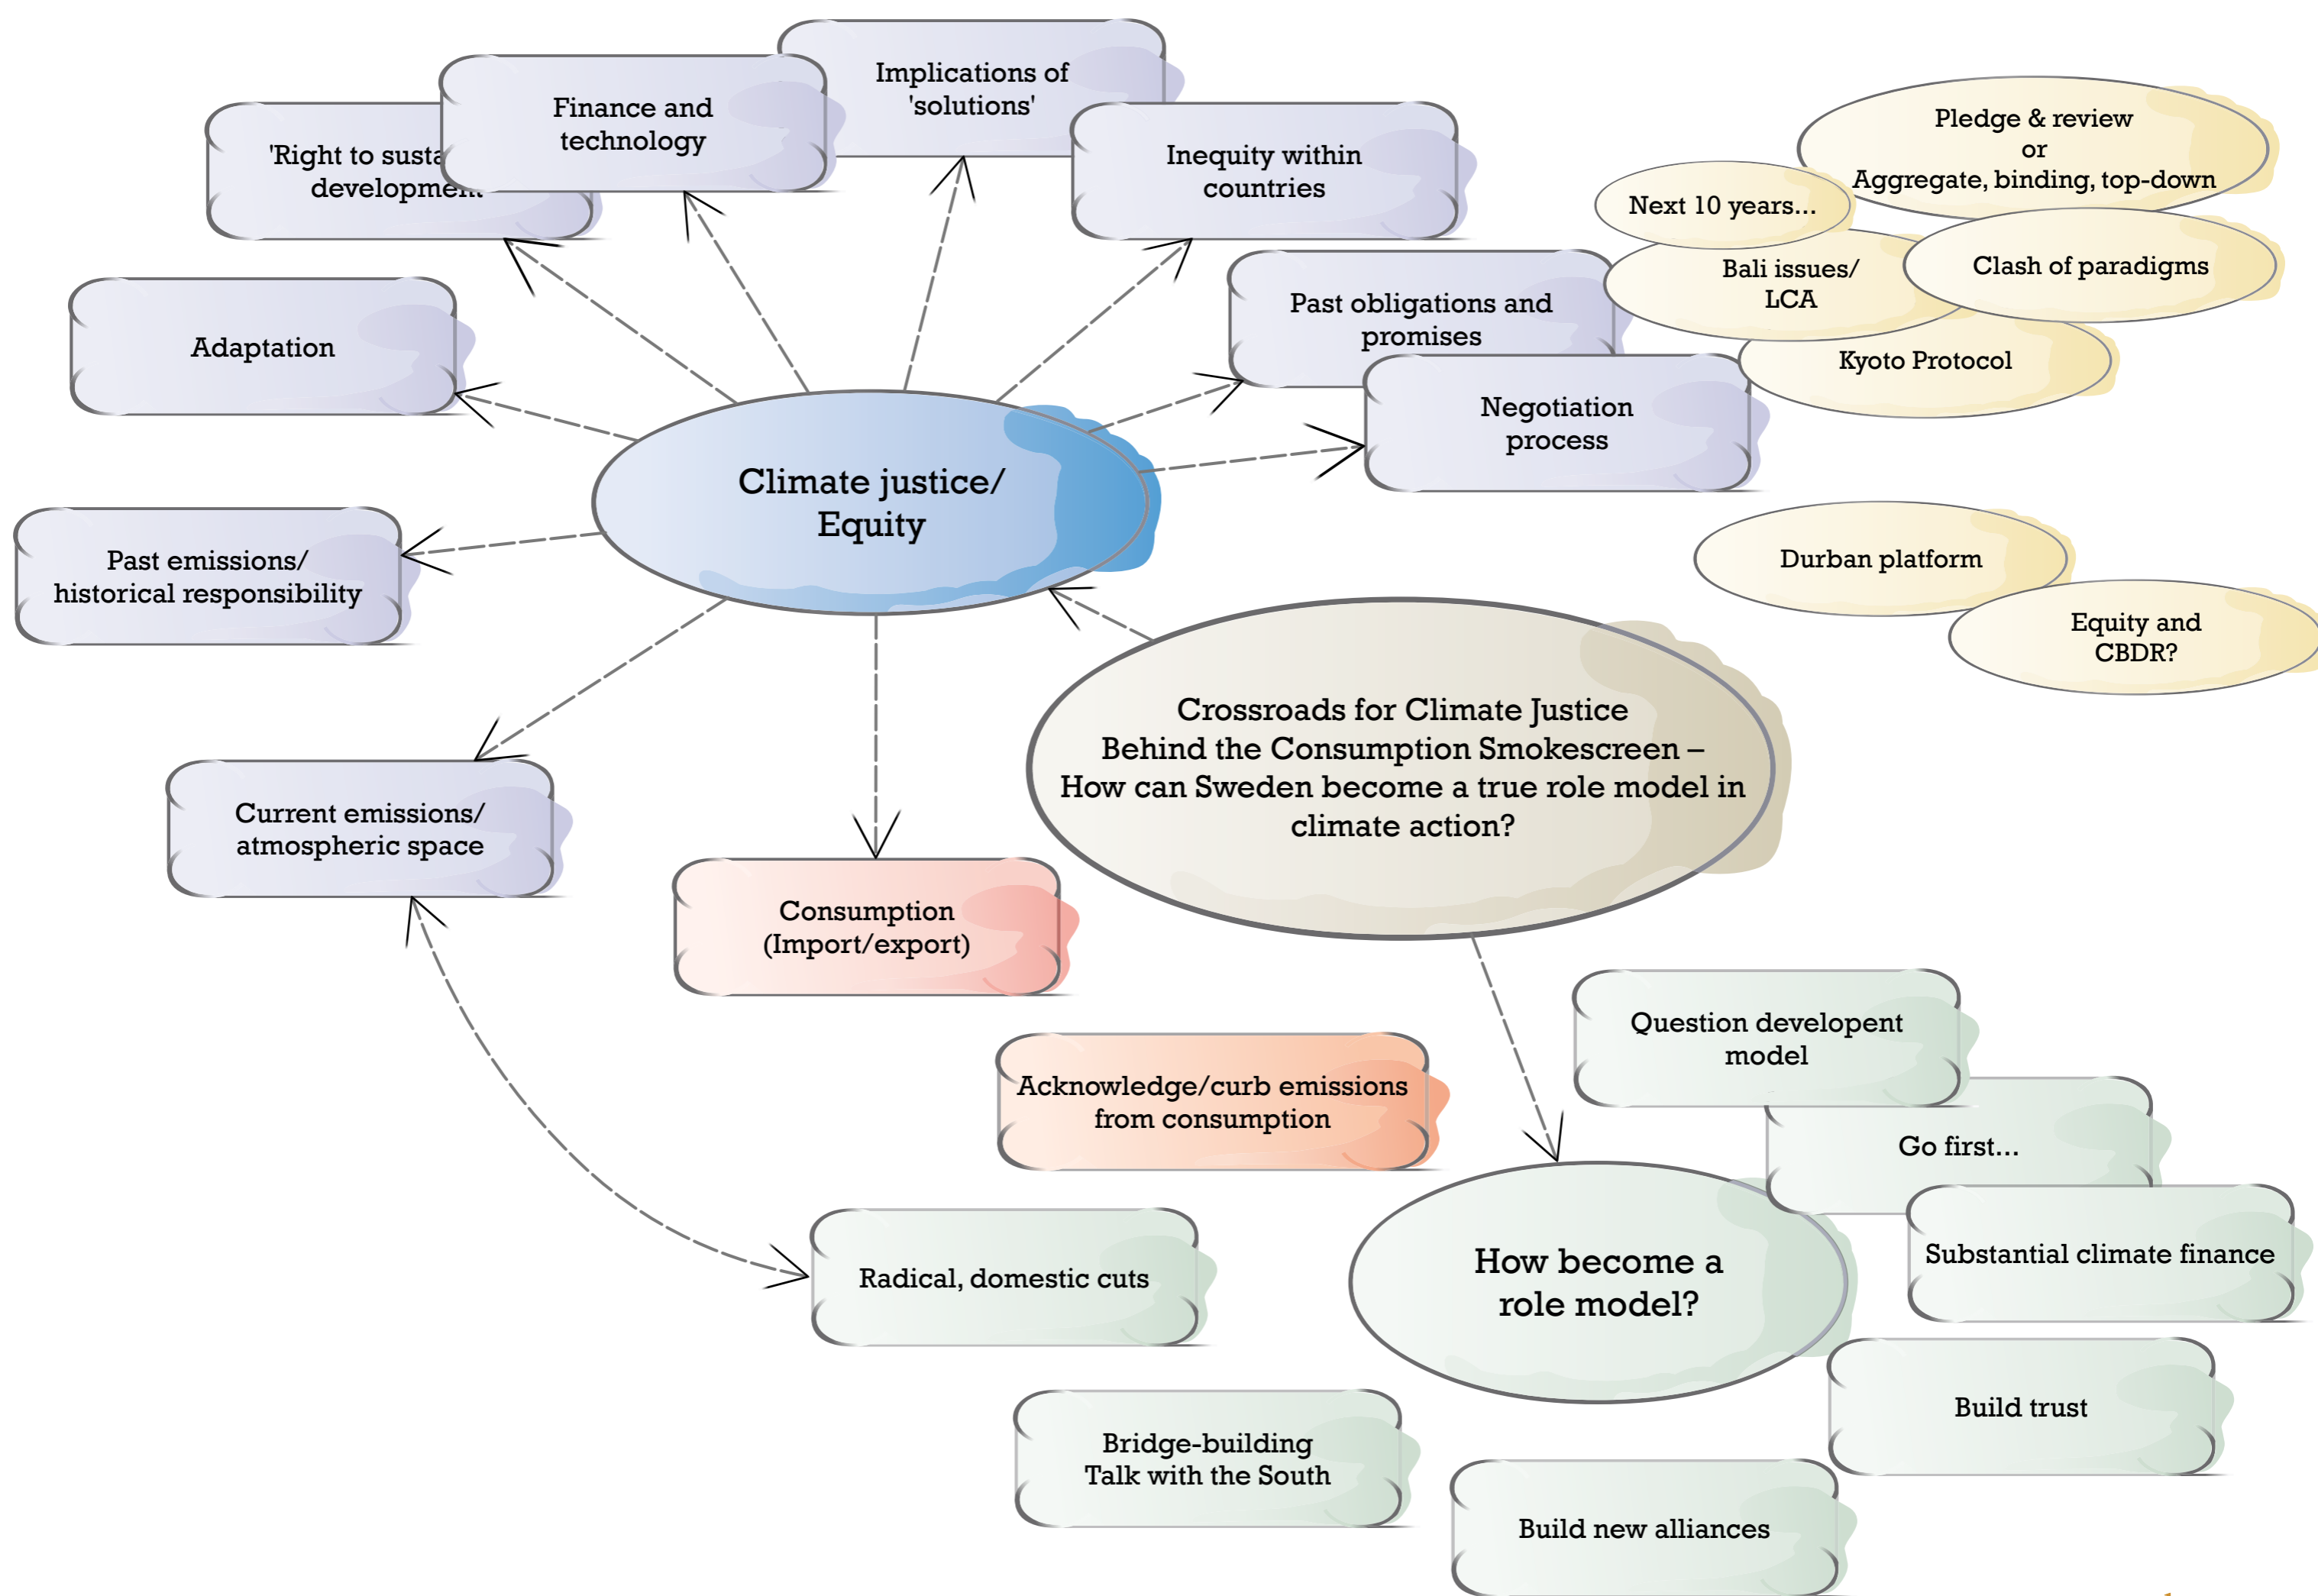 Implications of
'solutions'
Finance and
technology
'Right to
development
Inequity within
countries
Pledge & review
or
Aggregate, binding, top-down
Next 10 years...
Bali issues/
LCA
Clash of paradigms
Kyoto Protocol
Past obligations and
promises
Negotiation
process
Adaptation
Climate justice/
Equity
Past emissions/
historical responsibility
Durban platform
Equity and
CBDR?
Crossroads for Climate Justice
Behind the Consumption Smokescreen –
How can Sweden become a true role model in
climate action?
Current emissions/
atmospheric space
Consumption
(Import/export)
Question developent
model
Acknowledge/curb emissions
from consumption
Go first...
Substantial climate finance
Radical, domestic cuts
How become a
role model?
Build trust
Bridge-building
Talk with the South
Build new alliances